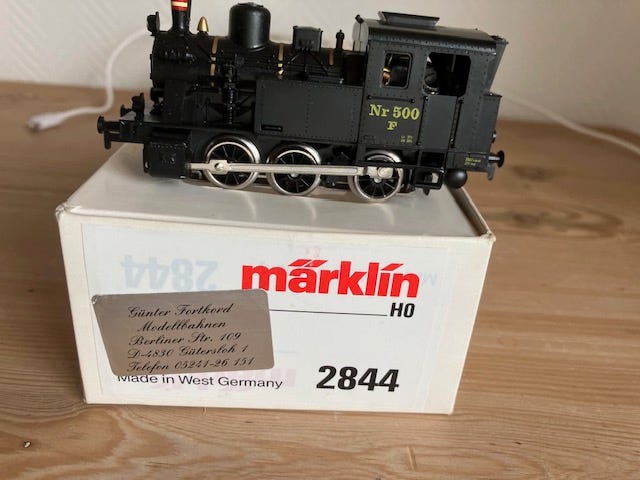 Nr 500
F
märklin
HO
2844
Günter Fortkord
Modellbahnen
Berliner Str. 109
D-4830 Gütersloh 1
Telefon 05241-26 151
Made in West Germany
2844